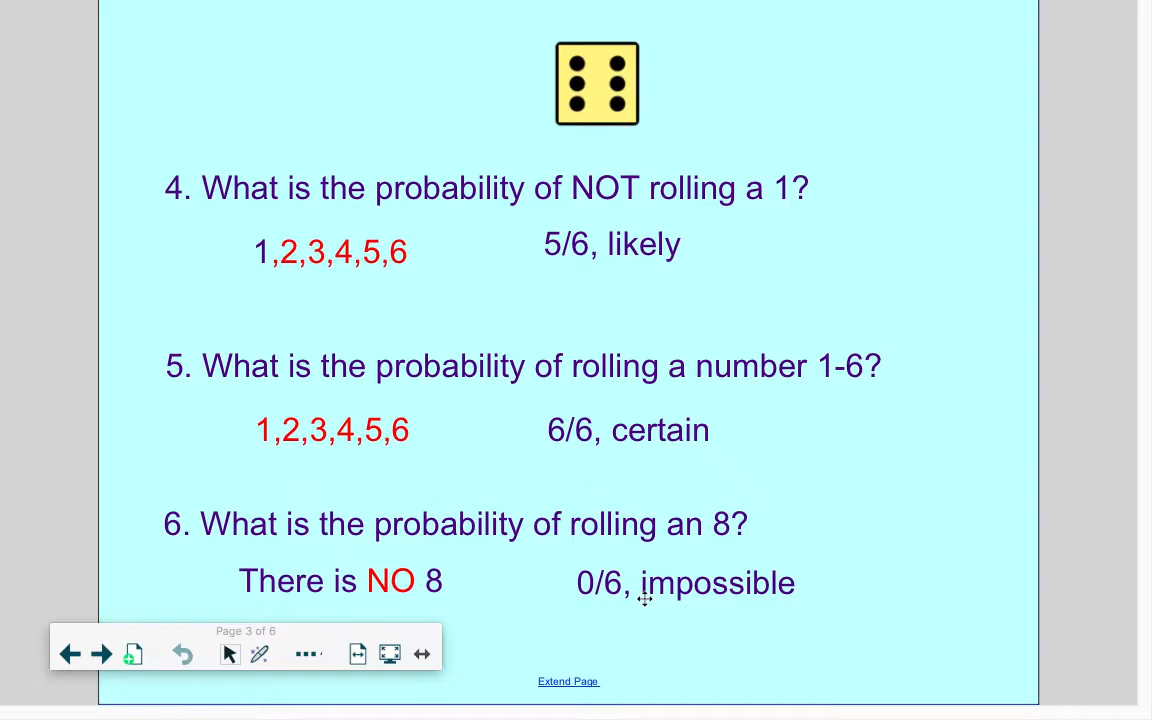 4. What is the probability of NOT rolling a 1?
1,2,3,4,5,6
5/6, likely
5. What is the probability of rolling a number 1-6?
1,2,3,4,5,6
6/6, certain
6. What is the probability of rolling an 8?
There is NO 8
0/6, impossible
Page 3 of 6
Extend Page